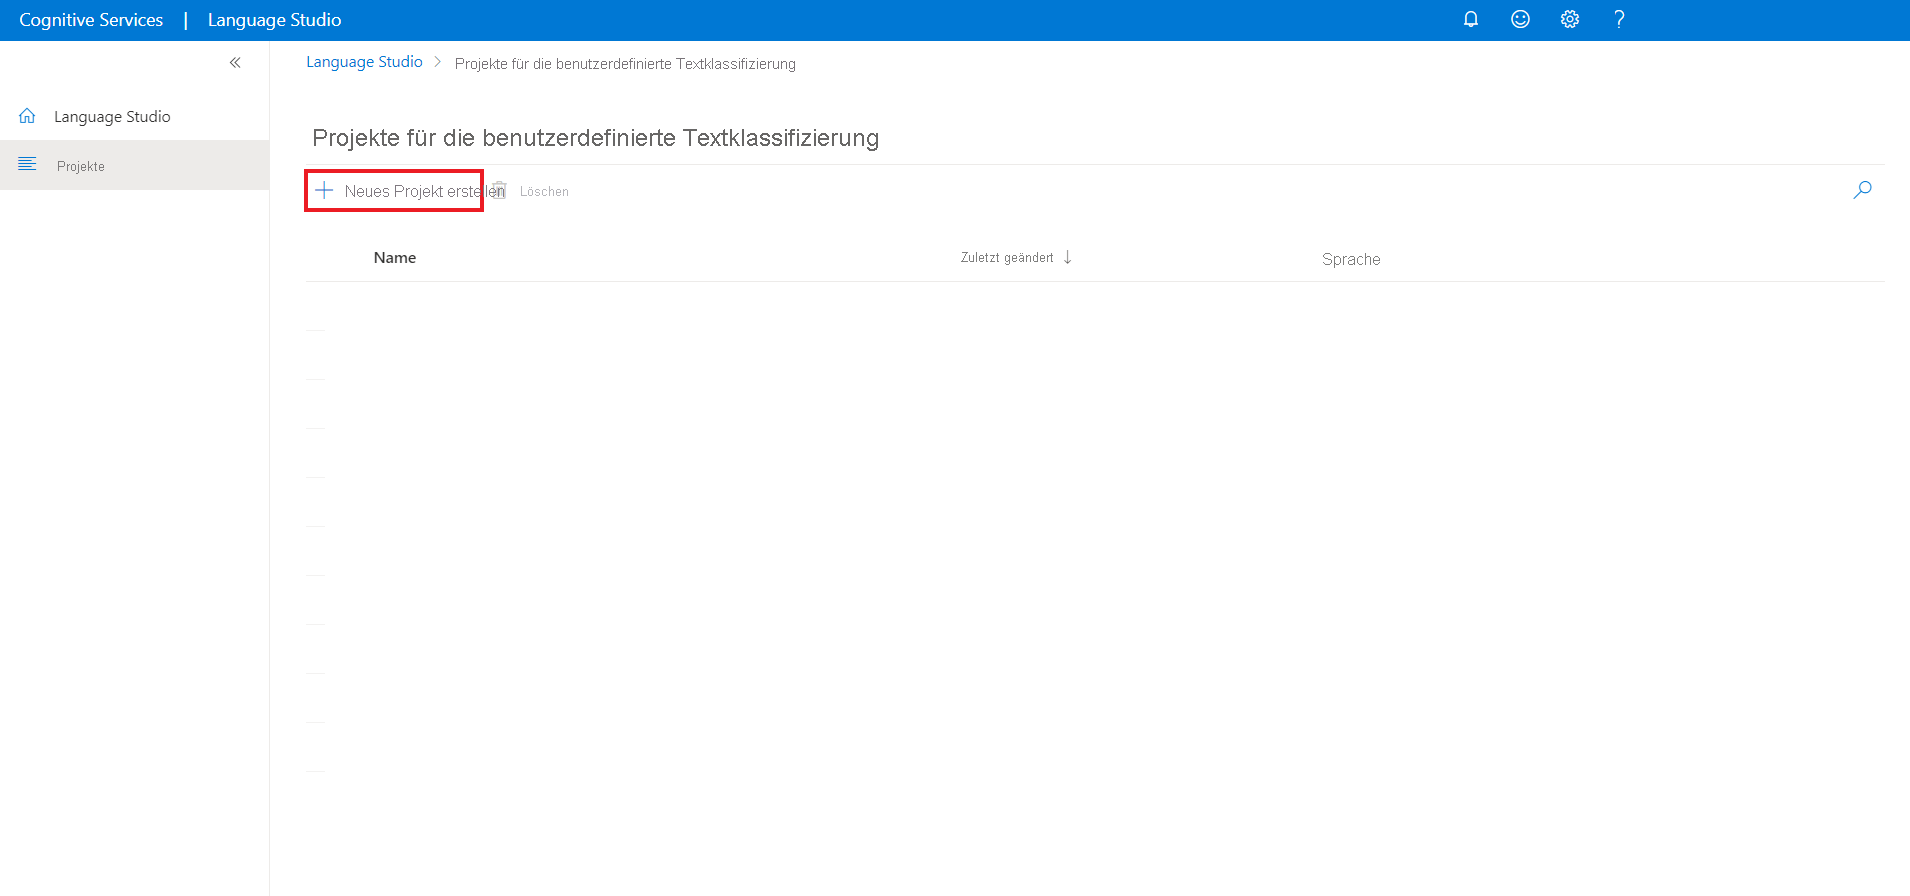 Cognitive Services | Language Studio
Language Studio > Projekte für die benutzerdefinierte Textklassifizierung
Language Studio
Projekte
Projekte für die benutzerdefinierte Textklassifizierung
Neues Projekt erstellen Löschen
Name Zuletzt geändert ↓ Sprache